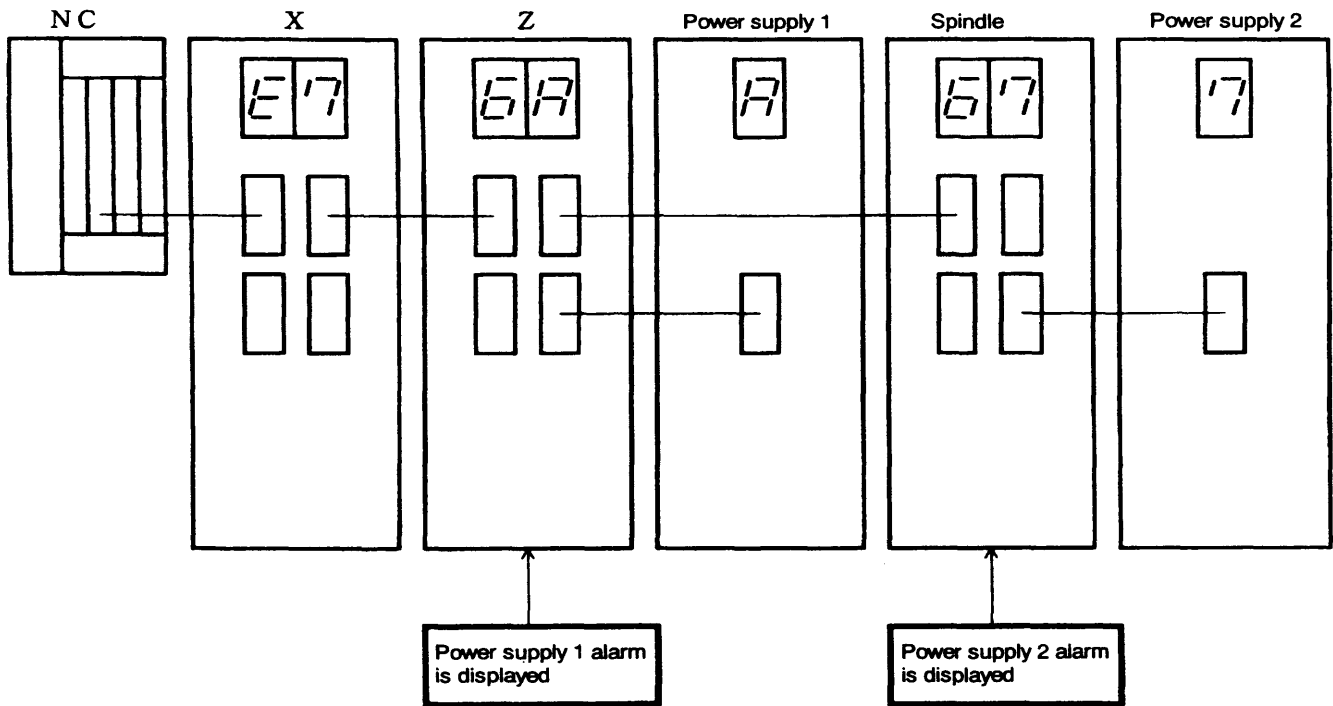 NC X Z Power supply 1 Spindle Power supply 2
E7 6A A 67 7
Power supply 1 alarm
is displayed
Power supply 2 alarm
is displayed